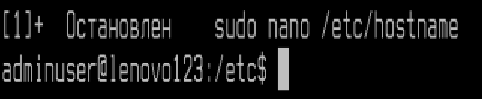 [1]+  Остановлен    sudo nano /etc/hostname
adminuser@lenovo123:/etc$